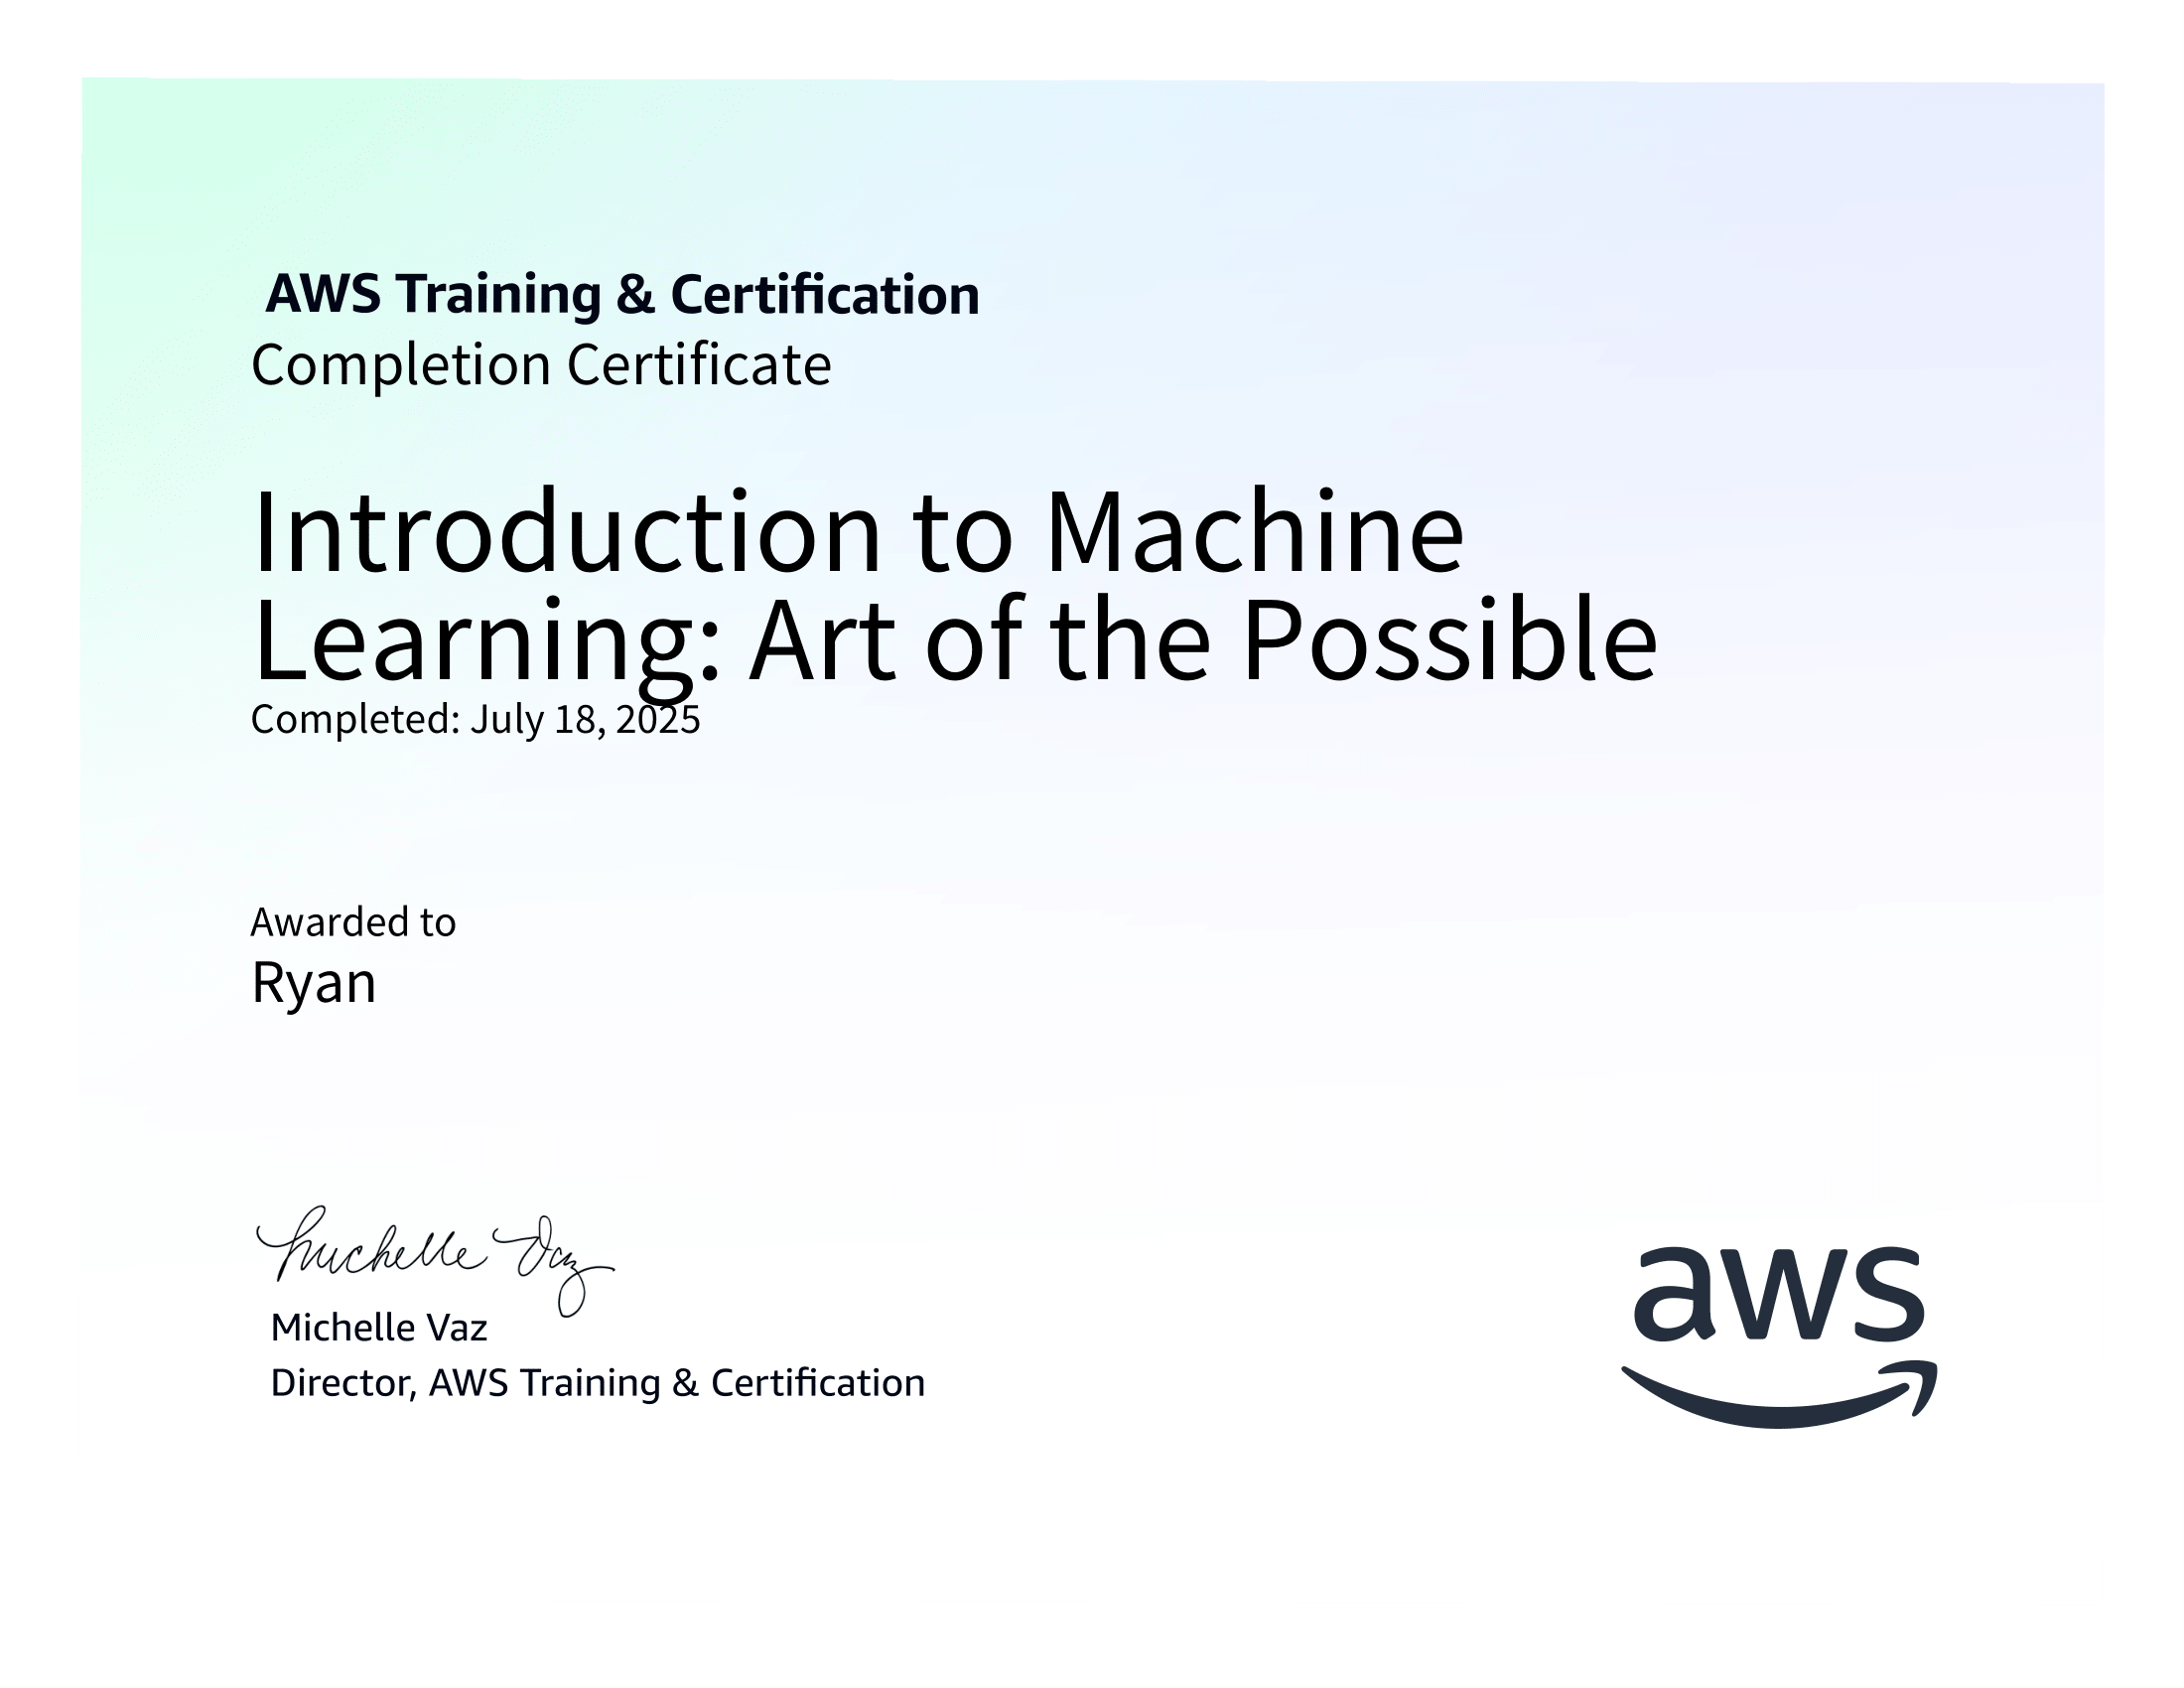 AWS Training & Certification
Completion Certificate
Introduction to Machine
Learning: Art of the Possible
Completed: July 18, 2025
Awarded to
Ryan
Michelle Vaz
Michelle Vaz
Director, AWS Training & Certification
aws